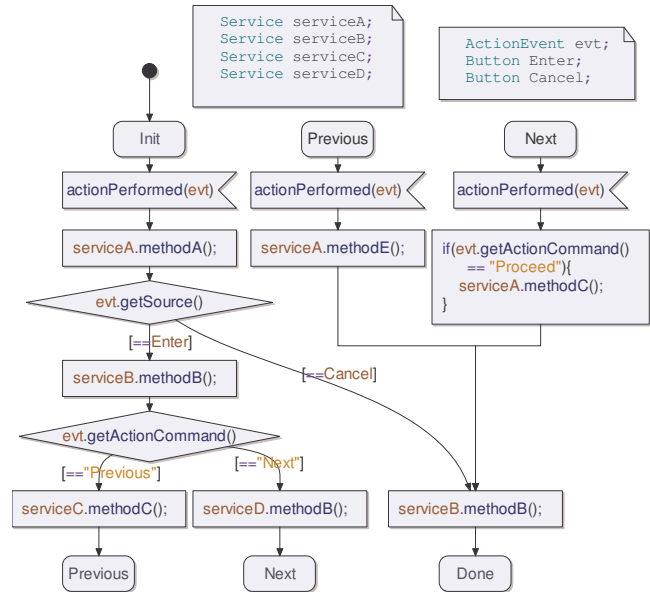 Service serviceA;
Service serviceB;
Service serviceC;
Service serviceD;
ActionEvent evt;
Button Enter;
Button Cancel;
Init
Previous
Next
actionPerformed(evt)
actionPerformed(evt)
actionPerformed(evt)
serviceA.methodA();
serviceA.methodE();
if(evt.getActionCommand()
== "Proceed"){
serviceA.methodC();
}
evt.getSource()
[==Enter]
[==Cancel]
serviceB.methodB();
evt.getActionCommand()
[=="Previous"]
[=="Next"]
serviceC.methodC();
serviceD.methodB();
serviceB.methodB();
Previous
Next
Done